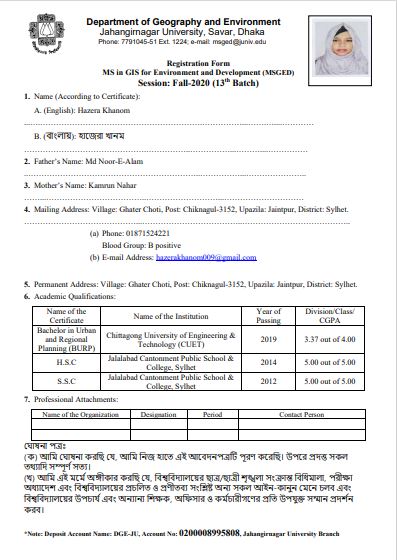 Department of Geography and Environment
Jahangirnagar University, Savar, Dhaka
Phone: 7791045-51 Ext. 1224; e-mail: msged@juniv.edu
Registration Form
MS in GIS for Environment and Development (MSGED)
Session: Fall-2020 (13th Batch)
1. Name (According to Certificate):
A. (English): Hazera Khanom
B. (বাংলায়): হাজেরা খানম
2. Father's Name: Md Noor-E-Alam
3. Mother's Name: Kamrun Nahar
4. Mailing Address: Village: Ghater Choti, Post: Chiknagul-3152, Upazila: Jaintpur, District: Sylhet.
(a) Phone: 01871524221
Blood Group: B positive
(b) E-mail Address: hazerakhanom009@gmail.com
5. Permanent Address: Village: Ghater Choti, Post: Chiknagul-3152, Upazila: Jaintpur, District: Sylhet.
6. Academic Qualifications:
Name of the Certificate | Name of the Institution | Year of Passing | Division/Class/ CGPA
Bachelor in Urban and Regional Planning (BURP) | Chittagong University of Engineering & Technology (CUET) | 2019 | 3.37 out of 4.00
H.S.C | Jalalabad Cantonment Public School & College, Sylhet | 2014 | 5.00 out of 5.00
S.S.C | Jalalabad Cantonment Public School & College, Sylhet | 2012 | 5.00 out of 5.00
7. Professional Attachments:
Name of the Organization | Designation | Period | Contact Person
ঘোষনা পত্রঃ
(ক) আমি ঘোষনা করছি যে, আমি নিজ হাতে এই আবেদনপত্রটি পূরণ করেছি। উপরে প্রদত্ত সকল
তথ্যাদি সম্পূর্ণ সত্য।
(খ) আমি এই মর্মে অঙ্গীকার করছি যে, বিশ্ববিদ্যালয়ের ছাত্র/ছাত্রী শৃঙ্খলা সংক্রান্ত বিধিমালা, পরীক্ষা
অধ্যাদেশ এবং বিশ্ববিদ্যালয়ের প্রচলিত ও প্রণীতব্য সংশ্লিষ্ট অন্য সকল আইন-কানুন মেনে চলব এবং
বিশ্ববিদ্যালয়ের উপাচার্য এবং অন্যান্য শিক্ষক, অফিসার ও কর্মচারীগণের প্রতি উপযুক্ত সম্মান প্রদর্শন
করব।
*Note: Deposit Account Name: DGE-JU, Account No: 0200008995808, Jahangirnagar University Branch